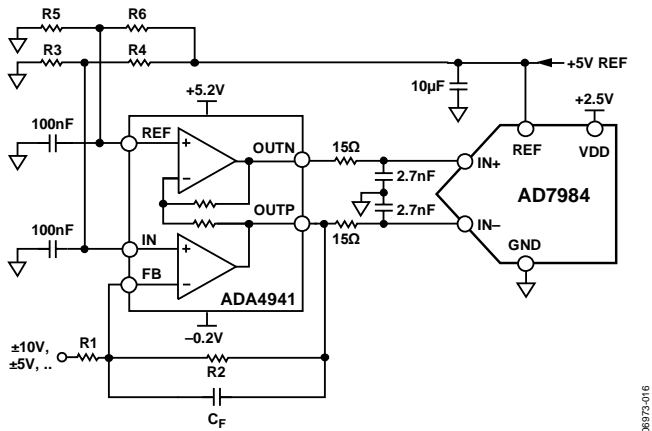 R5
R6
R3
R4
+5V REF
10µF
+5.2V
+2.5V
100nF
REF
OUTN
15Ω
REF
VDD
IN+
2.7nF
AD7984
2.7nF
OUTP
IN–
100nF
15Ω
IN
GND
FB
ADA4941
–0.2V
±10V,
±5V, ..
R1
R2
CF
06973-016